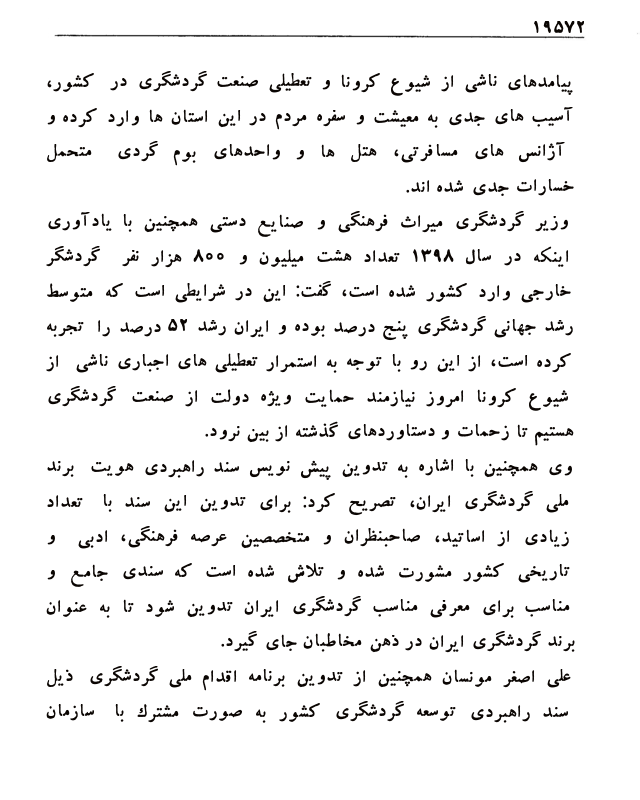 ۱۹۵۷۲
پیامدهای ناشی از شیوع کرونا و تعطیلی صنعت گردشگری در کشور،
آسیب های جدی به معیشت و سفره مردم در این استان ها وارد کرده و
آژانس های مسافرتی، هتل ها و واحدهای بوم گردی متحمل
خسارات جدی شده اند.
وزیر گردشگری میراث فرهنگی و صنایع دستی همچنین با یادآوری
اینکه در سال ۱۳۹۸ تعداد هشت میلیون و ۸۰۰ هزار نفر گردشگر
خارجی وارد کشور شده است، گفت: این در شرایطی است که متوسط
رشد جهانی گردشگری پنج درصد بوده و ایران رشد ۵۲ درصد را تجربه
کرده است، از این رو با توجه به استمرار تعطیلی های اجباری ناشی از
شیوع کرونا امروز نیازمند حمایت ویژه دولت از صنعت گردشگری
هستیم تا زحمات و دستاوردهای گذشته از بین نرود.
وی همچنین با اشاره به تدوین پیش نویس سند راهبردی هویت برند
ملی گردشگری ایران، تصریح کرد: برای تدوین این سند با تعداد
زیادی از اساتید، صاحبنظران و متخصصین عرصه فرهنگی، ادبی و
تاریخی کشور مشورت شده و تلاش شده است که سندی جامع و
مناسب برای معرفی مناسب گردشگری ایران تدوین شود تا به عنوان
برند گردشگری ایران در ذهن مخاطبان جای گیرد.
علی اصغر مونسان همچنین از تدوین برنامه اقدام ملی گردشگری ذیل
سند راهبردی توسعه گردشگری کشور به صورت مشترك با سازمان